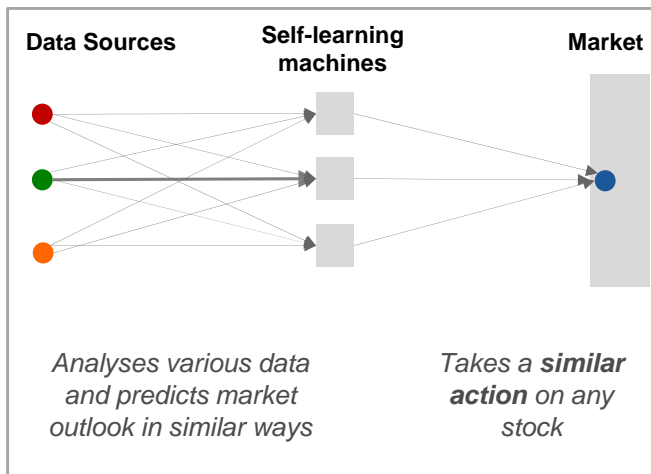 Data Sources
Self-learning
machines
Market
Analyses various data
and predicts market
outlook in similar ways
Takes a similar
action on any
stock